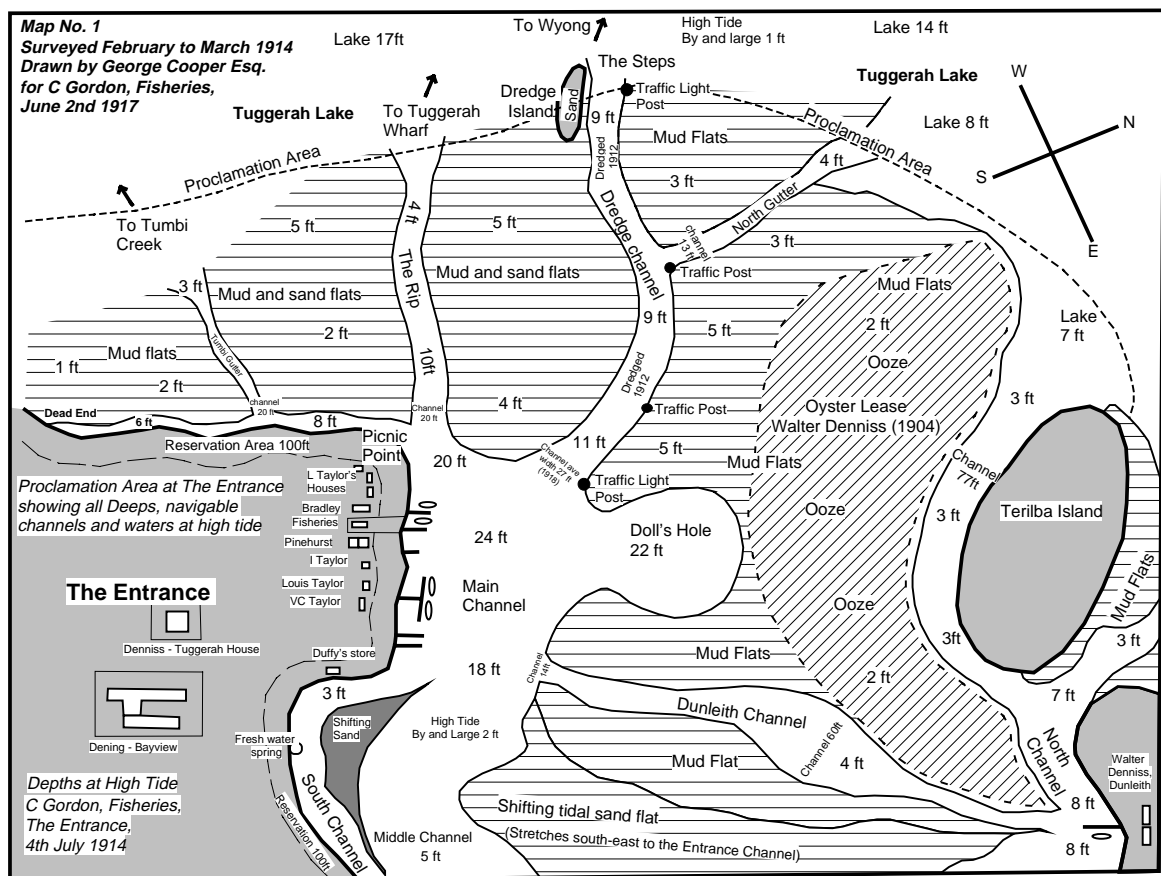 Map No. 1
Surveyed February to March 1914
Drawn by George Cooper Esq.
for C Gordon, Fisheries,
June 2nd 1917
Lake 17ft
To Wyong
High Tide
By and large 1 ft
Lake 14 ft
The Steps
Tuggerah Lake
Tuggerah Lake
To Tuggerah
Wharf
Dredge
Island
Sand
Traffic Light
Post
9 ft
Dredged
1912
Mud Flats
Proclamation Area
Lake 8 ft
W
N
S
E
Proclamation Area
To Tumbi
Creek
4 ft
5 ft
5 ft
3 ft
4 ft
North Gutter
channel
13 ft
3 ft
Dredge channel
Traffic Post
The Rip
Mud and sand flats
Mud and sand flats
3 ft
Tumbi Gutter
2 ft
Mud flats
1 ft
2 ft
10ft
9 ft
5 ft
Dredged
1912
Mud Flats
2 ft
Ooze
Lake
7 ft
Dead End
6 ft
channel
20 ft
8 ft
Channel
20 ft
4 ft
Traffic Post
Oyster Lease
Walter Denniss (1904)
3 ft
Reservation Area 100ft
Picnic
Point
20 ft
11 ft
Channel ave
width 27 ft
(1918)
5 ft
Mud Flats
Traffic Light
Post
Channel
77ft
Proclamation Area at The Entrance
showing all Deeps, navigable
channels and waters at high tide
L Taylor's
Houses
Bradley
Fisheries
Pinehurst
I Taylor
Louis Taylor
VC Taylor
24 ft
Doll's Hole
22 ft
Ooze
3 ft
Terilba Island
Mud Flats
The Entrance
Main
Channel
Ooze
Denniss - Tuggerah House
Duffy's store
18 ft
Channel
14ft
Mud Flats
2 ft
3ft
3 ft
7 ft
3 ft
Shifting
Sand
High Tide
By and Large 2 ft
Dunleith Channel
Channel 60ft
4 ft
Mud Flat
North
Channel
Dening - Bayview
Fresh water
spring
South Channel
Reservation 100ft
Walter
Denniss,
Dunleith
8 ft
Depths at High Tide
C Gordon, Fisheries,
The Entrance,
4th July 1914
Middle Channel
5 ft
Shifting tidal sand flat
(Stretches south-east to the Entrance Channel)
8 ft